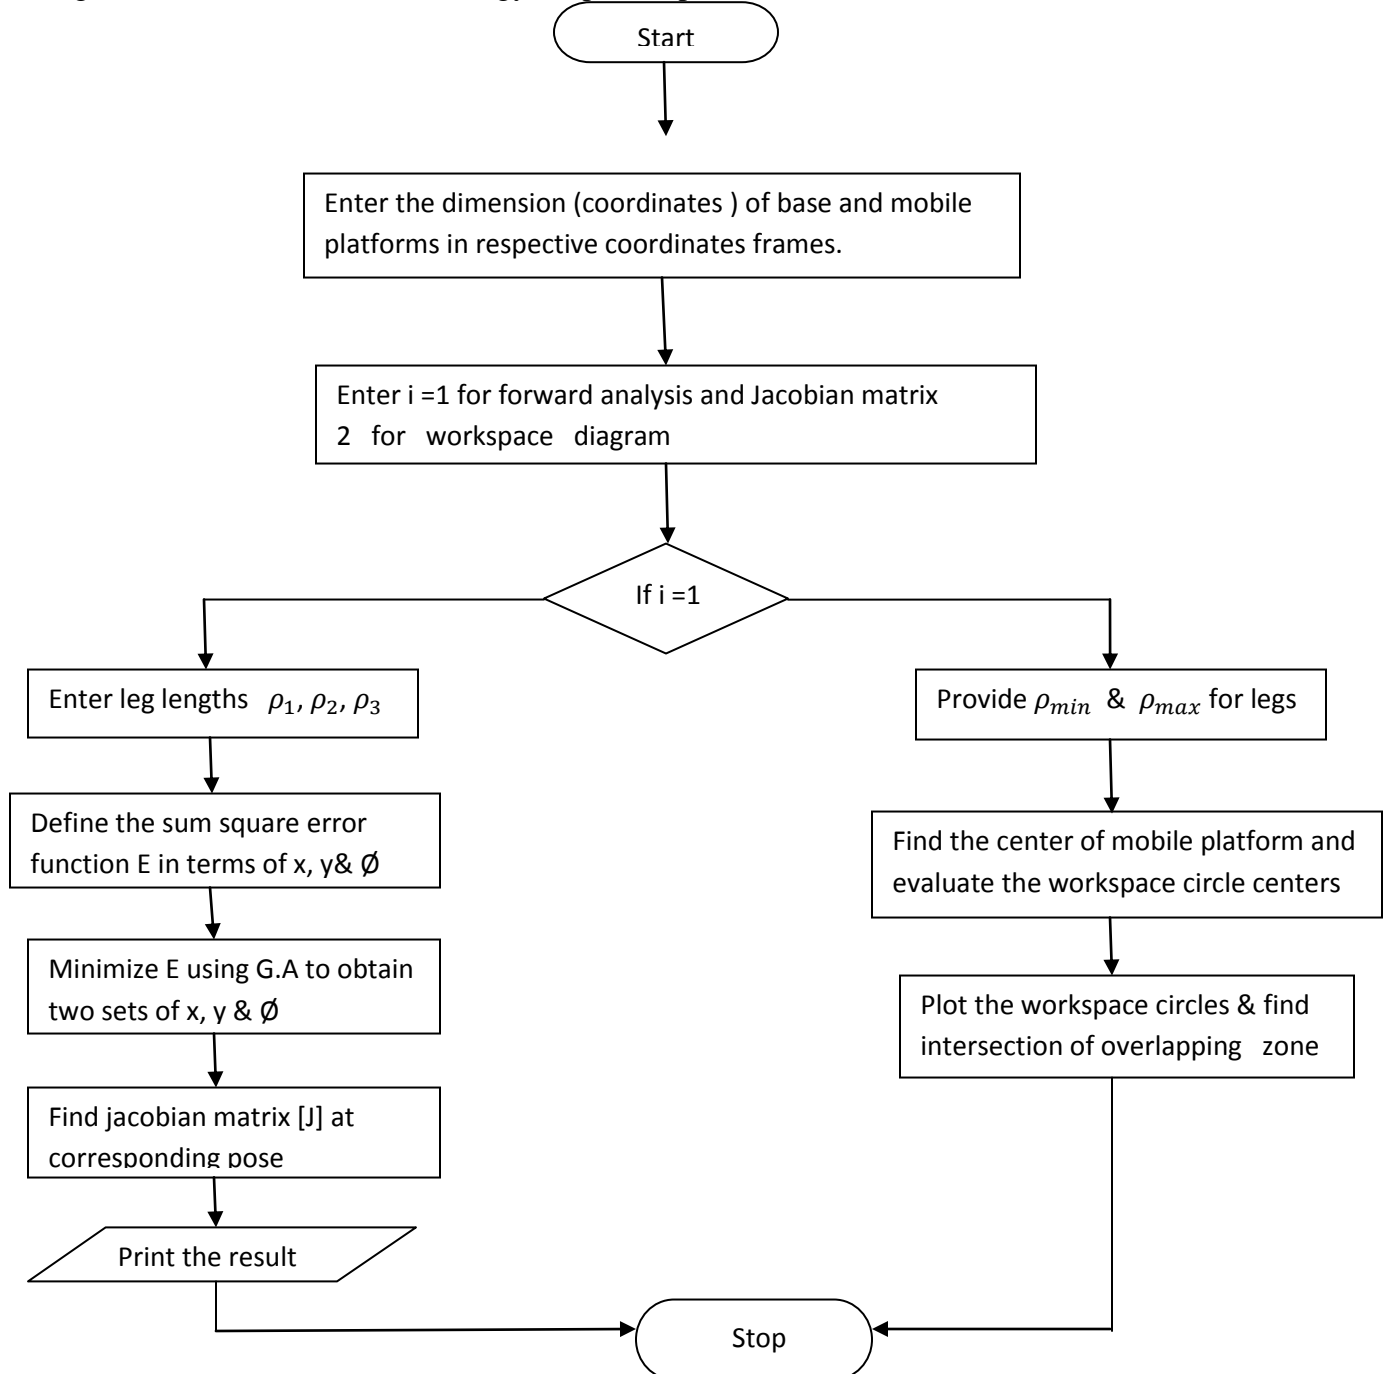 Start
Enter the dimension (coordinates ) of base and mobile
platforms in respective coordinates frames.
Enter i =1 for forward analysis and Jacobian matrix
2 for workspace diagram
If i =1
Enter leg lengths ρ₁, ρ₂, ρ₃
Define the sum square error
function E in terms of x, y& Ø
Minimize E using G.A to obtain
two sets of x, y & Ø
Find jacobian matrix [J] at
corresponding pose
Print the result
Provide ρₘᵢₙ & ρₘₐₓ for legs
Find the center of mobile platform and
evaluate the workspace circle centers
Plot the workspace circles & find
intersection of overlapping zone
Stop